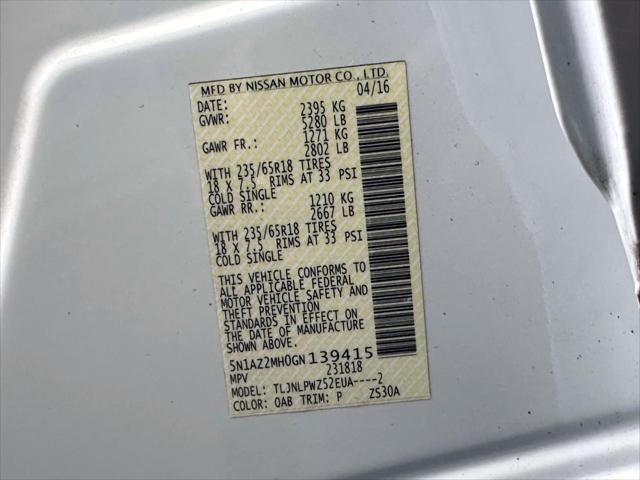 MFD BY NISSAN MOTOR CO., LTD.
DATE: 04/16
GVWR: 2395 KG
5280 LB
GAWR FR.: 1271 KG
2802 LB
WITH 235/65R18 TIRES
18 X 7.5 RIMS AT 33 PSI
COLD SINGLE
GAWR RR.: 1210 KG
2667 LB
WITH 235/65R18 TIRES
18 X 7.5 RIMS AT 33 PSI
COLD SINGLE
THIS VEHICLE CONFORMS TO
ALL APPLICABLE FEDERAL
MOTOR VEHICLE SAFETY AND
THEFT PREVENTION
STANDARDS IN EFFECT ON
THE DATE OF MANUFACTURE
SHOWN ABOVE.
5N1AZ2MH0GN139415
MPV 231818
MODEL: TLJNLPWZ52EUA----2
COLOR: QAB TRIM: P ZS30A